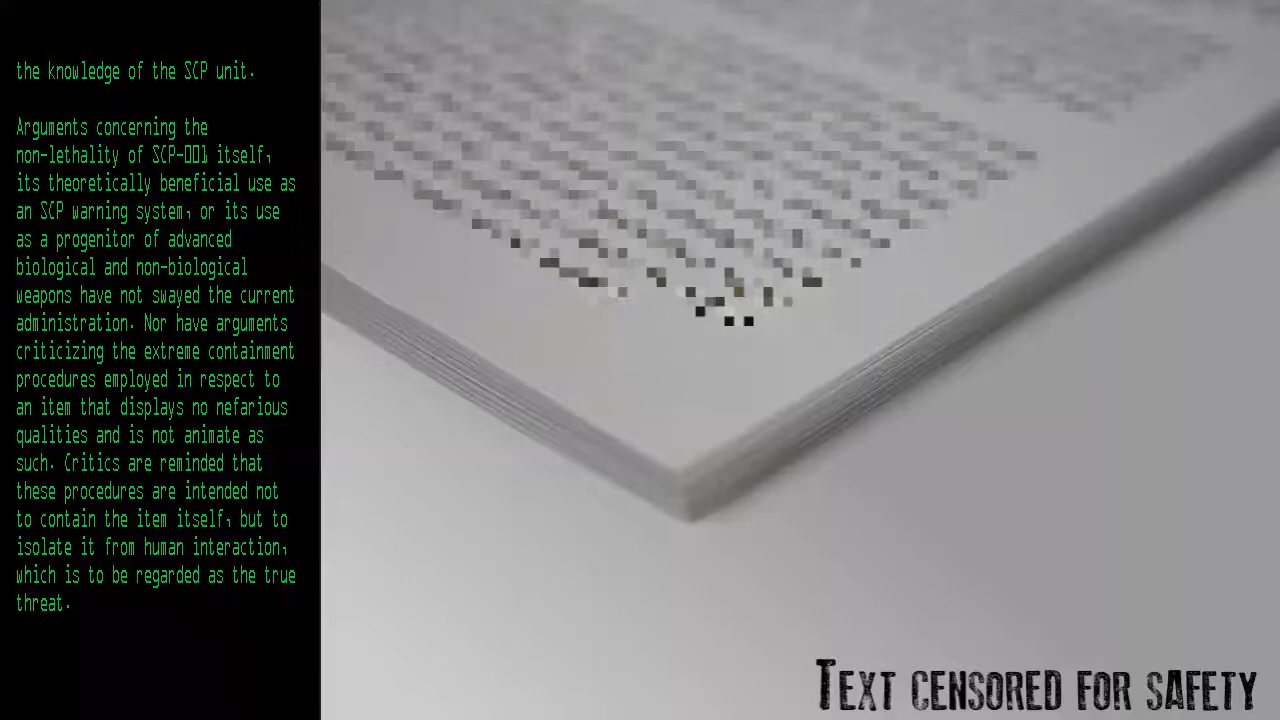 the knowledge of the SCP unit.
Arguments concerning the
non-lethality of SCP-001 itself,
its theoretically beneficial use as
an SCP warning system, or its use
as a progenitor of advanced
biological and non-biological
weapons have not swayed the current
administration. Nor have arguments
criticizing the extreme containment
procedures employed in respect to
an item that displays no nefarious
qualities and is not animate as
such. Critics are reminded that
these procedures are intended not
to contain the item itself, but to
isolate it from human interaction,
which is to be regarded as the true
threat.
TEXT CENSORED FOR SAFETY